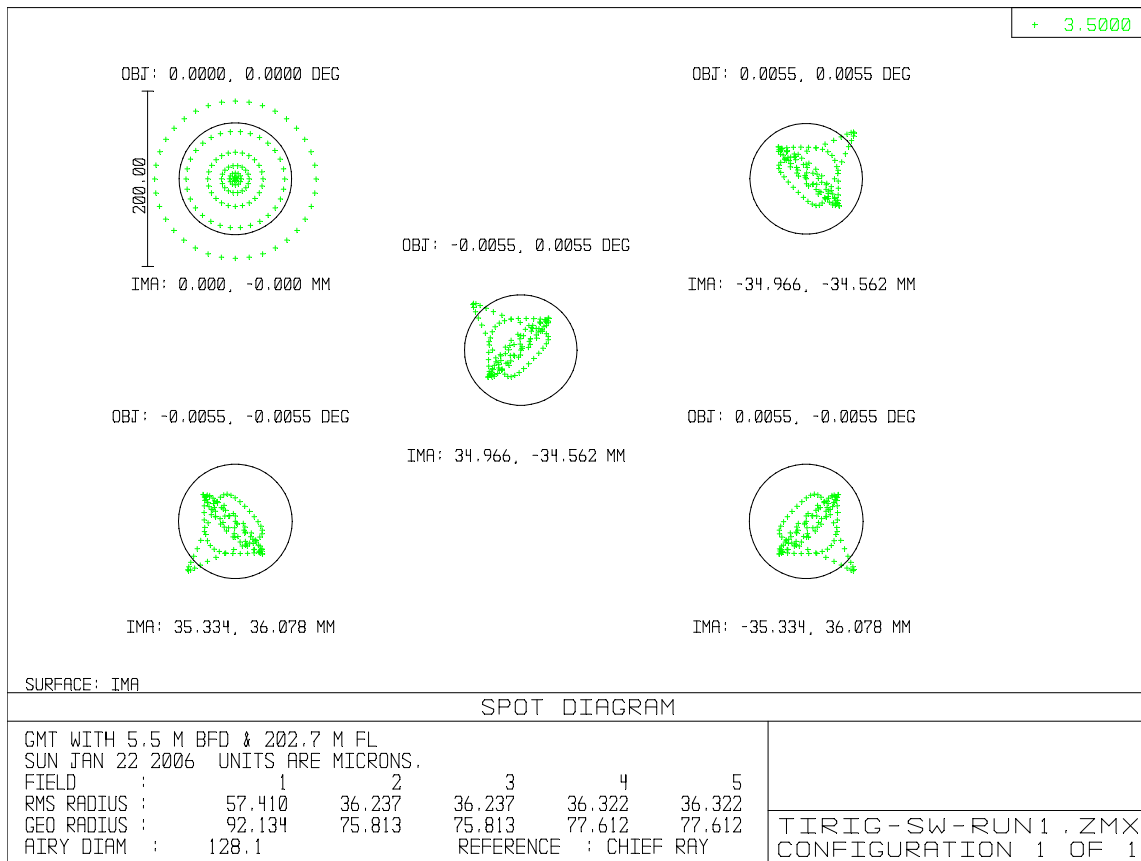 + 3.5000
OBJ: 0.0000, 0.0000 DEG
OBJ: 0.0055, 0.0055 DEG
200.00
OBJ: -0.0055, 0.0055 DEG
IMA: 0.000, -0.000 MM
IMA: -34.966, -34.562 MM
OBJ: -0.0055, -0.0055 DEG
OBJ: 0.0055, -0.0055 DEG
IMA: 34.966, -34.562 MM
IMA: 35.334, 36.078 MM
IMA: -35.334, 36.078 MM
SURFACE: IMA
SPOT DIAGRAM
GMT WITH 5.5 M BFD & 202.7 M FL
SUN JAN 22 2006 UNITS ARE MICRONS.
FIELD : 1 2 3 4 5
RMS RADIUS : 57.410 36.237 36.237 36.322 36.322
GEO RADIUS : 92.134 75.813 75.813 77.612 77.612
AIRY DIAM : 128.1 REFERENCE : CHIEF RAY
TIRIG-SW-RUN1.ZMX
CONFIGURATION 1 OF 1